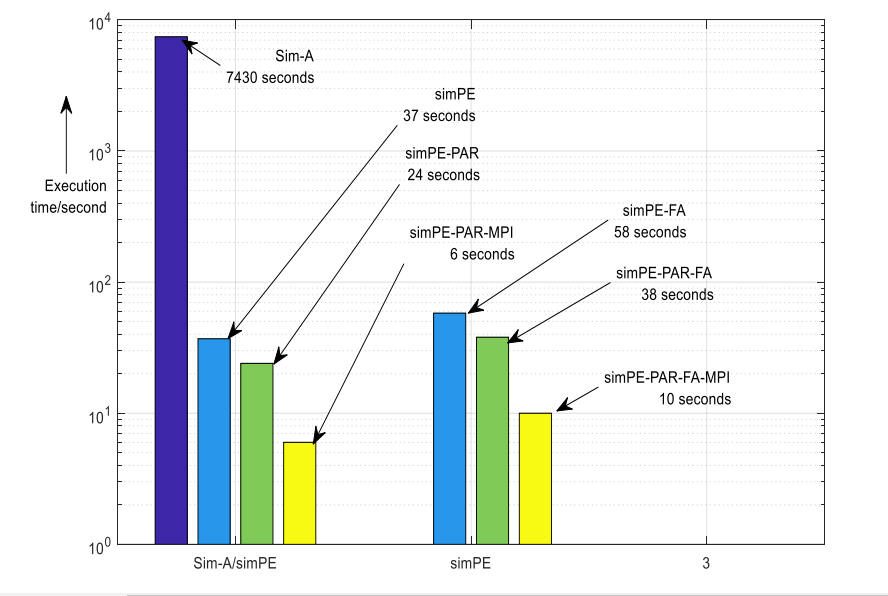 10^4
Sim-A
7430 seconds
simPE
37 seconds
10^3
simPE-PAR
24 seconds
Execution
time/second
simPE-FA
58 seconds
simPE-PAR-MPI
6 seconds
simPE-PAR-FA
38 seconds
10^2
simPE-PAR-FA-MPI
10 seconds
10^1
10^0
Sim-A/simPE
simPE
3